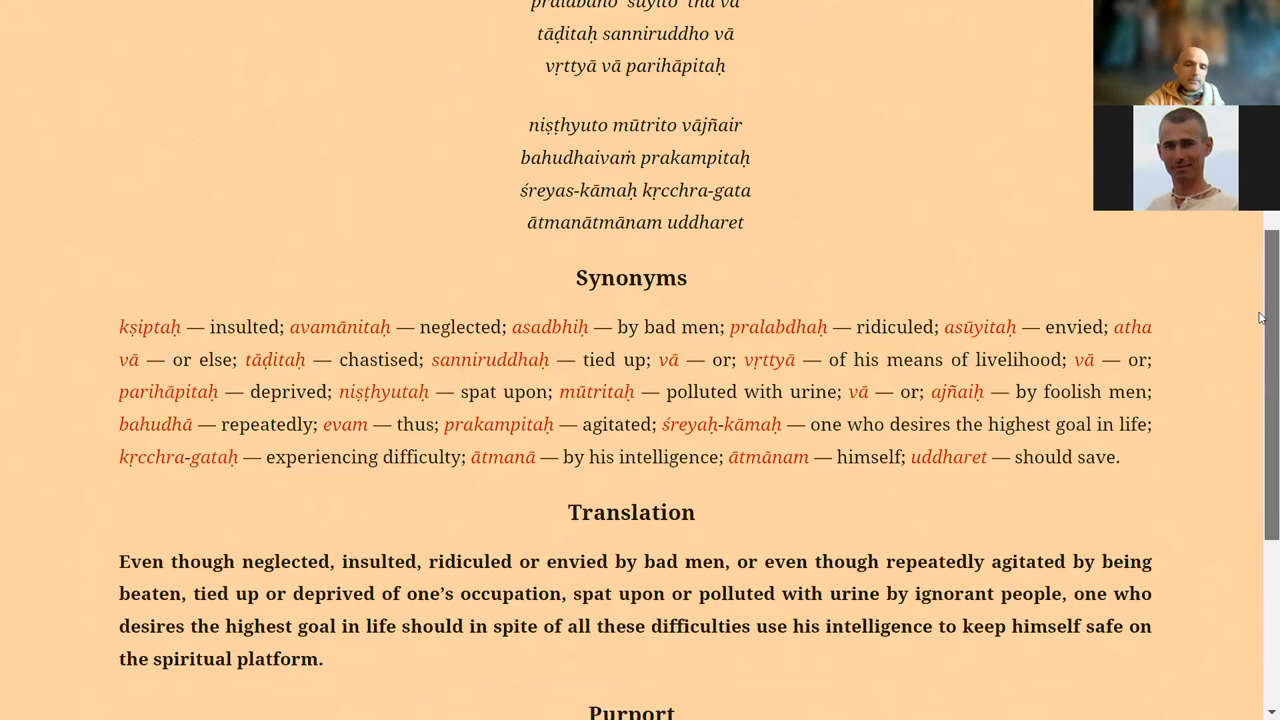 pralabdho 'sūyito 'tha vā
tāḍitaḥ sanniruddho vā
vṛttyā vā parihāpitaḥ
niṣṭhyuto mūtrito vājñair
bahudhaivaṁ prakampitaḥ
śreyas-kāmaḥ kṛcchra-gata
ātmanātmānam uddharet
Synonyms
kṣiptaḥ — insulted; avamānitaḥ — neglected; asadbhiḥ — by bad men; pralabdhaḥ — ridiculed; asūyitaḥ — envied; atha
vā — or else; tāḍitaḥ — chastised; sanniruddhaḥ — tied up; vā — or; vṛttyā — of his means of livelihood; vā — or;
parihāpitaḥ — deprived; niṣṭhyutaḥ — spat upon; mūtritaḥ — polluted with urine; vā — or; ajñaiḥ — by foolish men;
bahudhā — repeatedly; evam — thus; prakampitaḥ — agitated; śreyaḥ-kāmaḥ — one who desires the highest goal in life;
kṛcchra-gataḥ — experiencing difficulty; ātmanā — by his intelligence; ātmānam — himself; uddharet — should save.
Translation
Even though neglected, insulted, ridiculed or envied by bad men, or even though repeatedly agitated by being
beaten, tied up or deprived of one’s occupation, spat upon or polluted with urine by ignorant people, one who
desires the highest goal in life should in spite of all these difficulties use his intelligence to keep himself safe on
the spiritual platform.
Purport